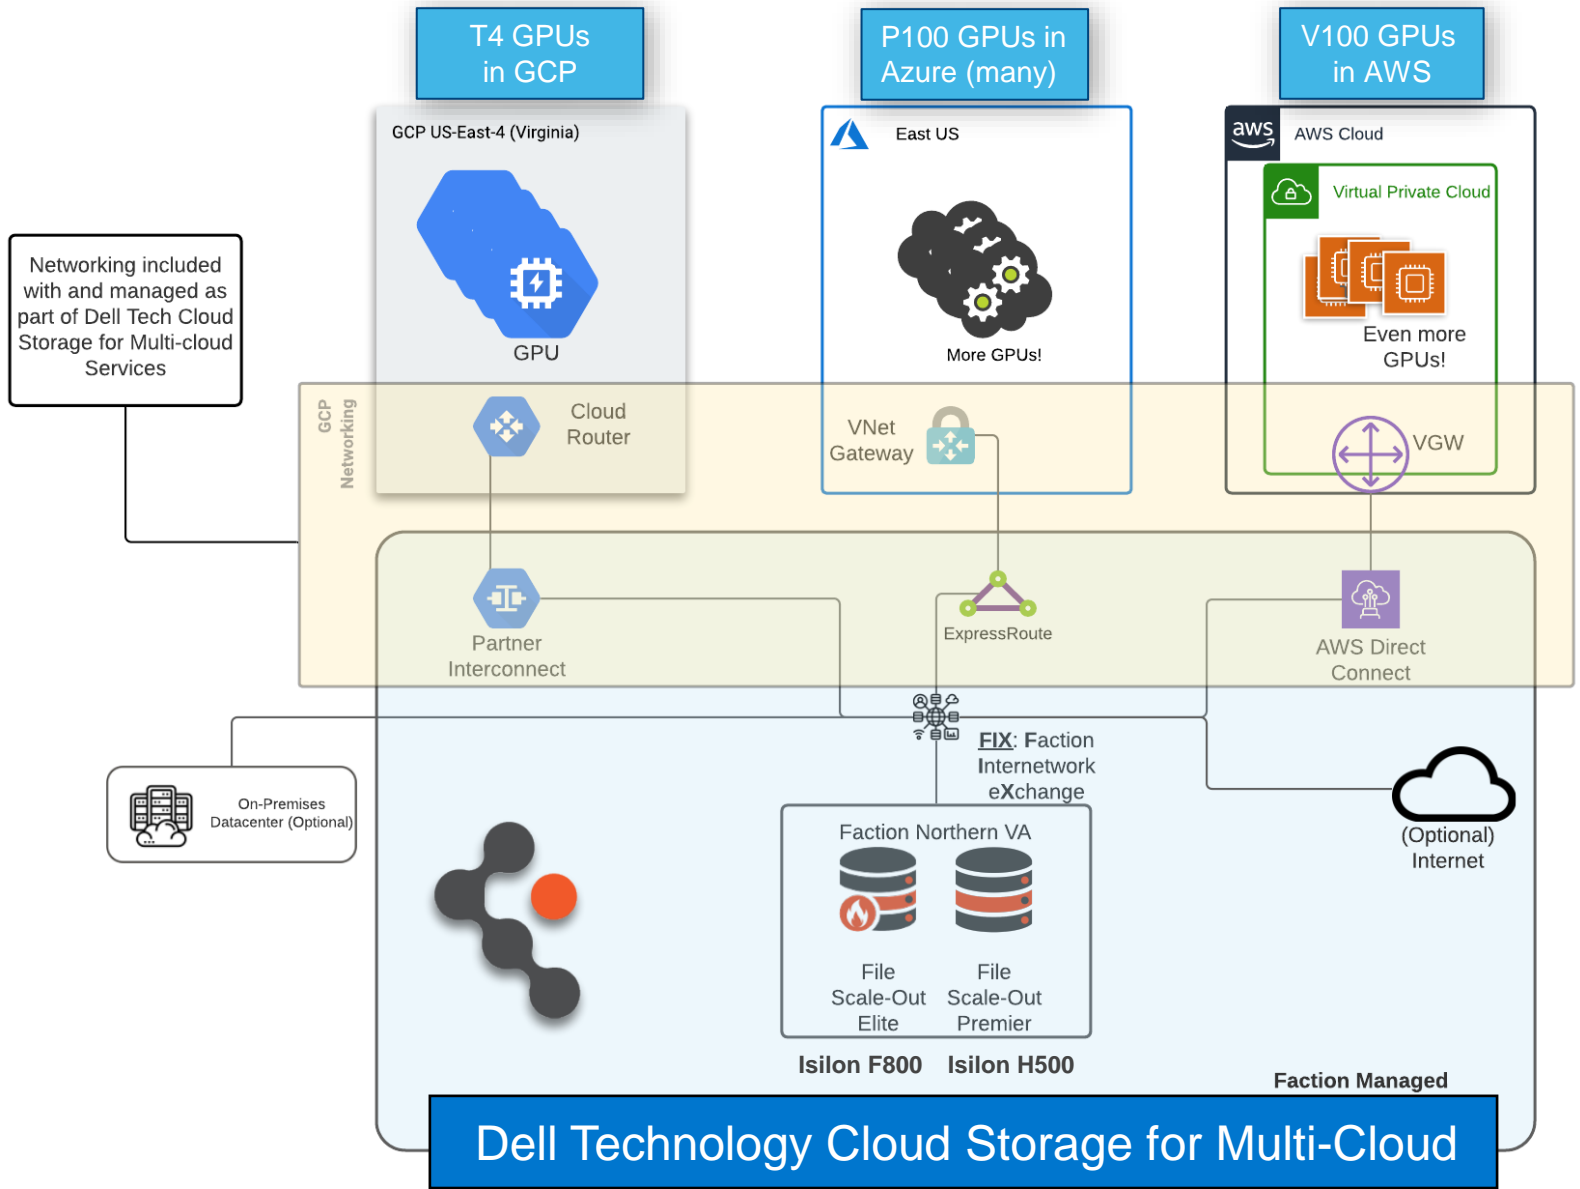 T4 GPUs
in GCP
P100 GPUs in
Azure (many)
V100 GPUs
in AWS
GCP US-East-4 (Virginia)
East US
aws
AWS Cloud
Virtual Private Cloud
GPU
More GPUs!
Even more
GPUs!
Networking included
with and managed as
part of Dell Tech Cloud
Storage for Multi-cloud
Services
GCP
Networking
Cloud
Router
VNet
Gateway
VGW
Partner
Interconnect
ExpressRoute
AWS Direct
Connect
FIX: Faction
Internetwork
eXchange
On-Premises
Datacenter (Optional)
(Optional)
Internet
Faction Northern VA
File
Scale-Out
Elite
File
Scale-Out
Premier
Isilon F800
Isilon H500
Faction Managed
Dell Technology Cloud Storage for Multi-Cloud